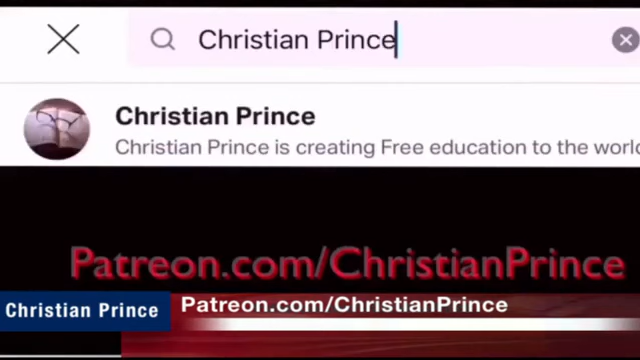 Christian Prince
Christian Prince
Christian Prince is creating Free education to the world
Patreon.com/ChristianPrince
Christian Prince
Patreon.com/ChristianPrince